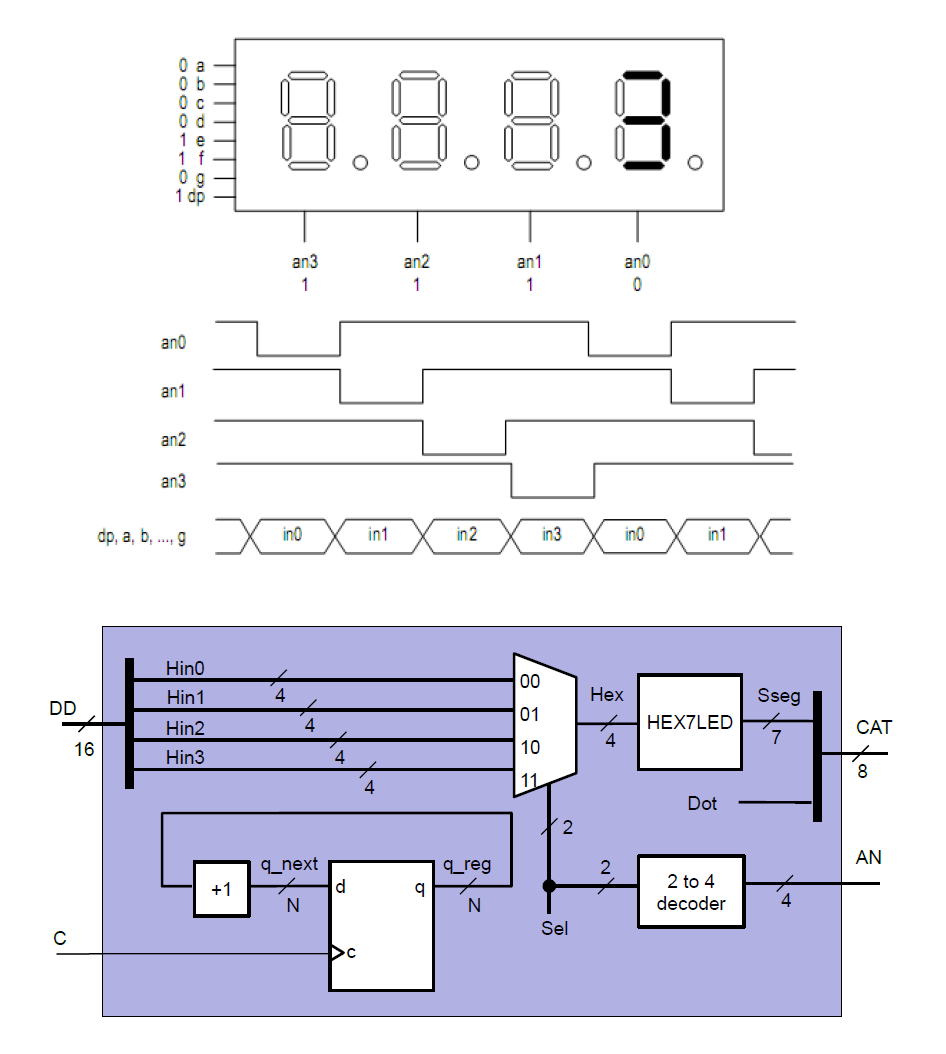 0 a
0 b
0 c
0 d
1 e
1 f
0 g
1 dp
an3 an2 an1 an0
1 1 1 0
an0
an1
an2
an3
dp, a, b, ..., g in0 in1 in2 in3 in0 in1
Hin0 4 00
Hin1 4 01
Hin2 4 10
Hin3 4 11
DD 16
Hex 4
HEX7LED
Sseg 7
CAT 8
Dot
2
+1
q_next N
d q
q_reg N
C
c
2
Sel
2 to 4
decoder
4
AN